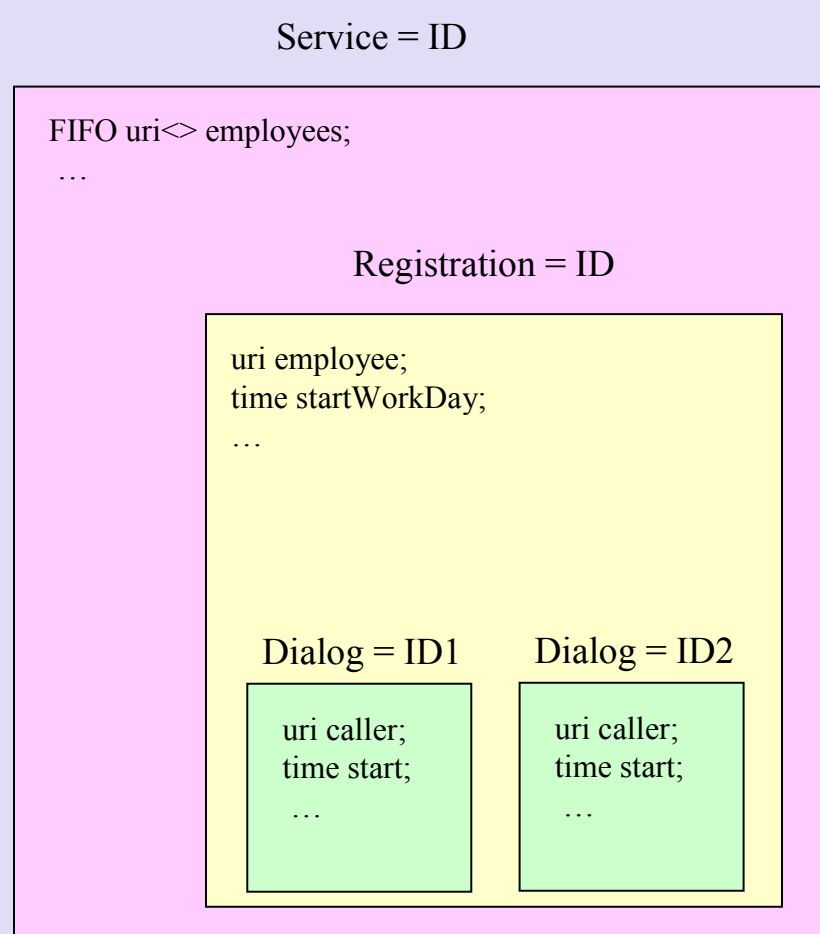 Service = ID
FIFO uri<> employees;
…
Registration = ID
uri employee;
time startWorkDay;
…
Dialog = ID1
Dialog = ID2
uri caller;
time start;
…
uri caller;
time start;
…